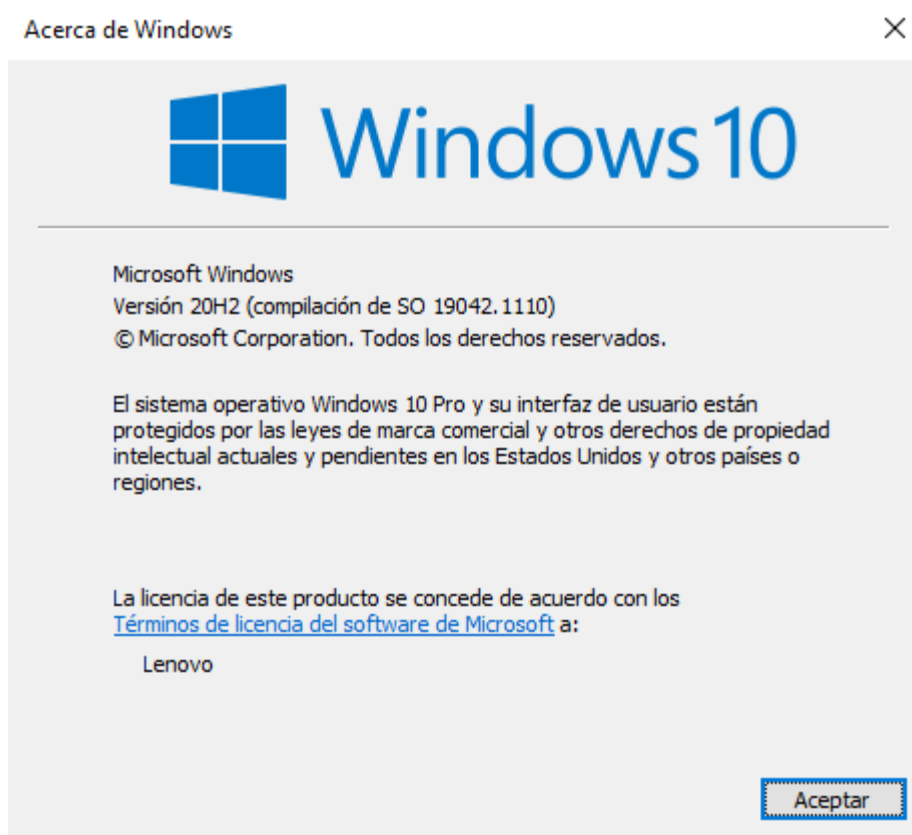 Acerca de Windows
Windows 10
Microsoft Windows
Versión 20H2 (compilación de SO 19042.1110)
© Microsoft Corporation. Todos los derechos reservados.
El sistema operativo Windows 10 Pro y su interfaz de usuario están
protegidos por las leyes de marca comercial y otros derechos de propiedad
intelectual actuales y pendientes en los Estados Unidos y otros países o
regiones.
La licencia de este producto se concede de acuerdo con los
Términos de licencia del software de Microsoft a:
Lenovo
Aceptar